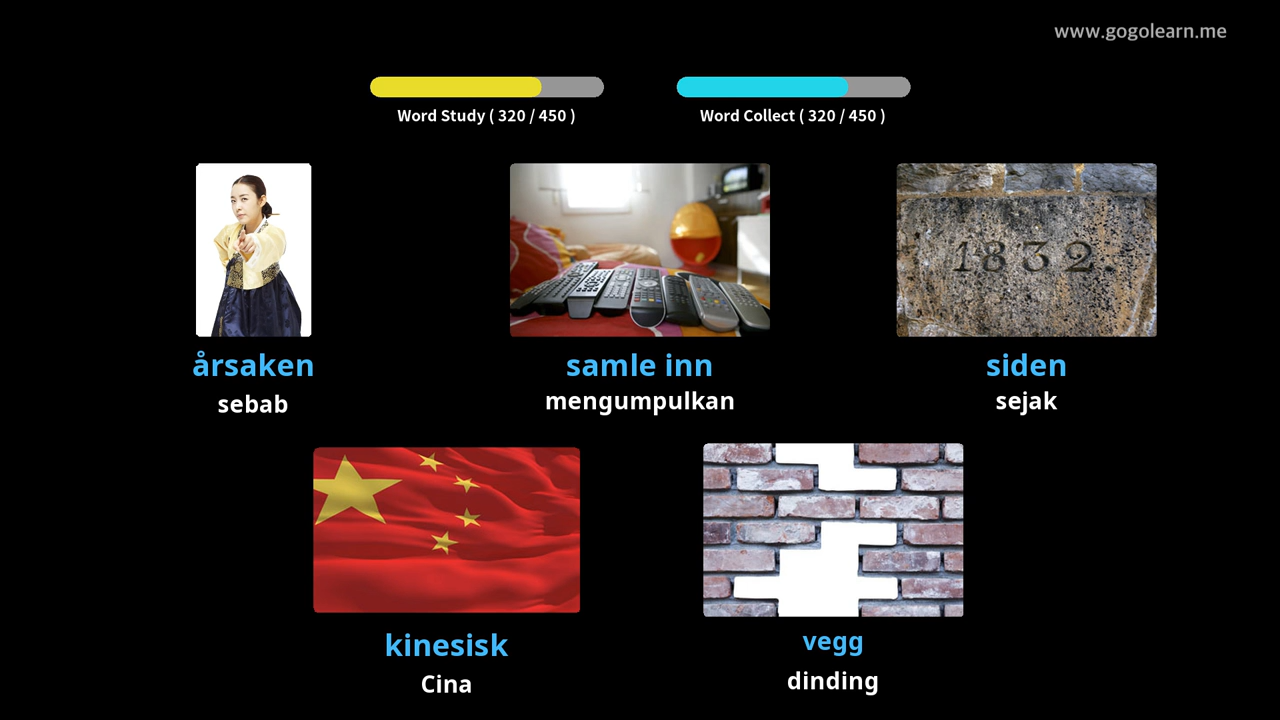 www.gogolearn.me
Word Study ( 320 / 450 )
Word Collect ( 320 / 450 )
1832
årsaken
sebab
samle inn
mengumpulkan
siden
sejak
kinesisk
Cina
vegg
dinding